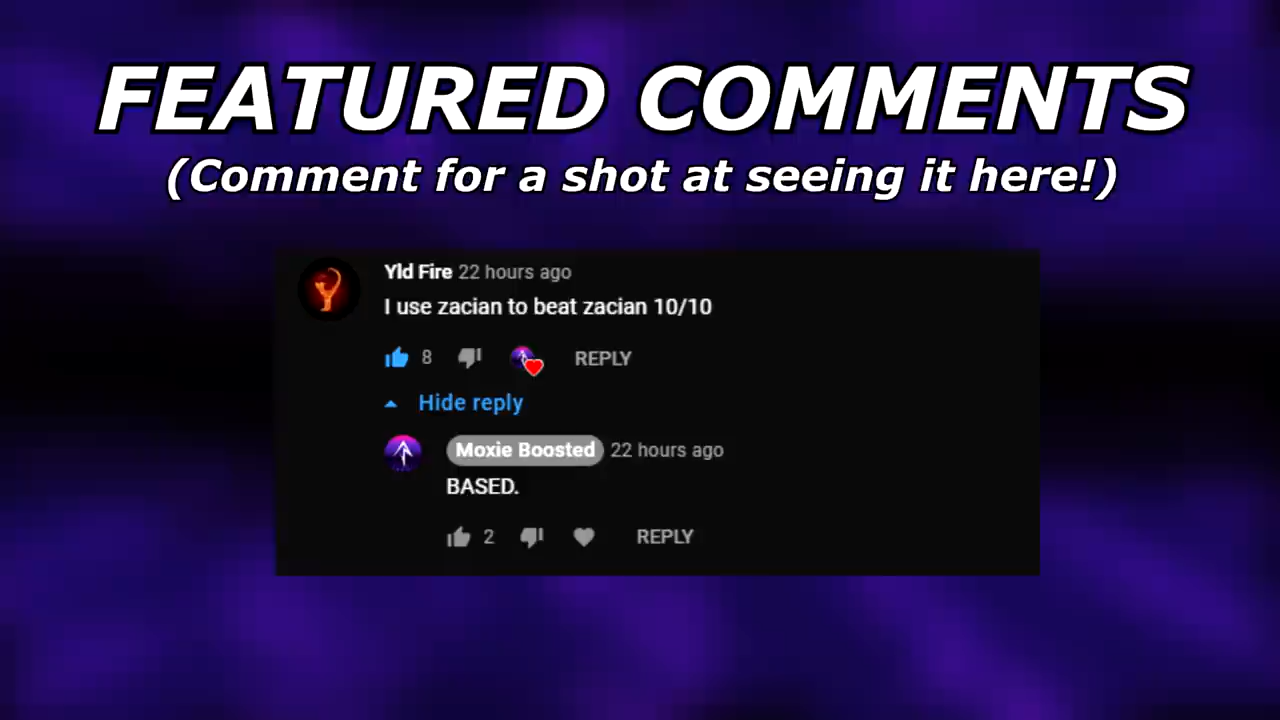 FEATURED COMMENTS
(Comment for a shot at seeing it here!)
Yld Fire 22 hours ago
I use zacian to beat zacian 10/10
8 REPLY
Hide reply
Moxie Boosted 22 hours ago
BASED.
2 REPLY